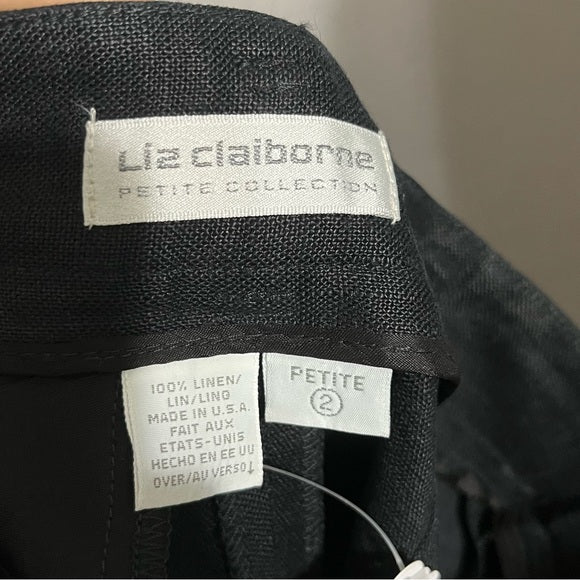 Liz claiborne
PETITE COLLECTION
100% LINEN/
LIN/LINO
MADE IN U.S.A.
FAIT AUX
ETATS-UNIS
HECHO EN EE UU
OVER/AU VERSO↓
PETITE
2